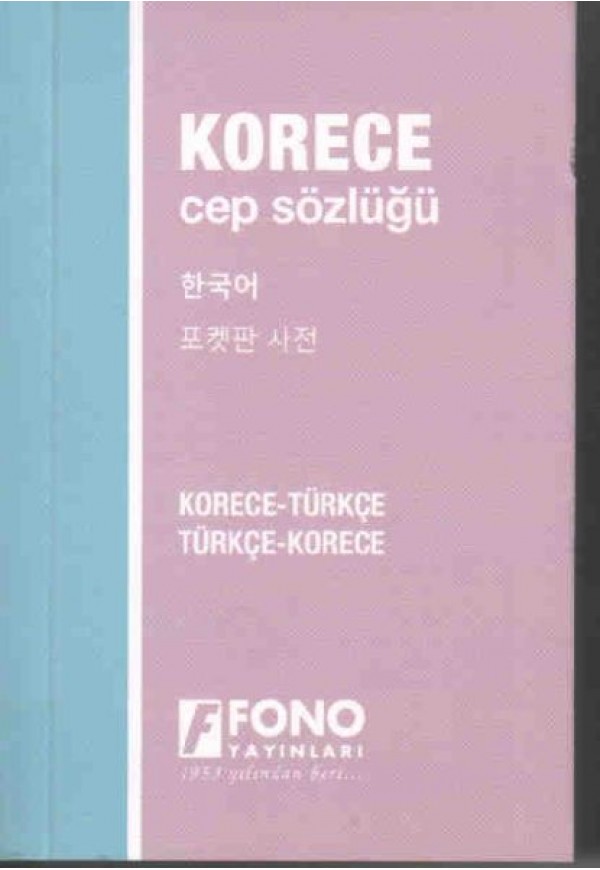 KORECE
cep sözlüğü
한국어
포켓판 사전
KORECE-TÜRKÇE
TÜRKÇE-KORECE
FONO
YAYINLARI
1953 yılından beri...